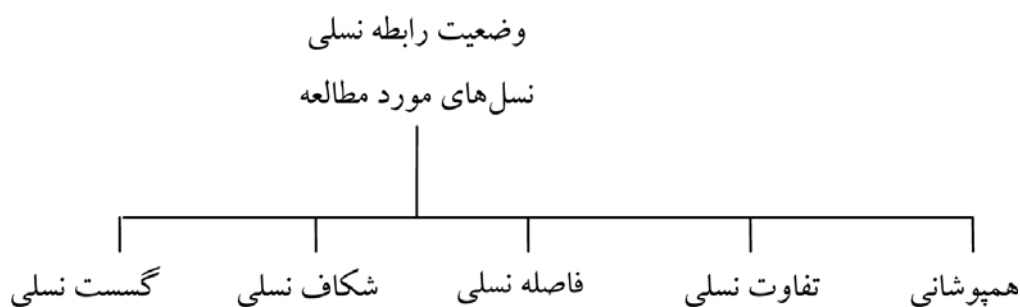 وضعیت رابطه نسلی
نسل‌های مورد مطالعه
همپوشانی تفاوت نسلی فاصله نسلی شکاف نسلی گسست نسلی